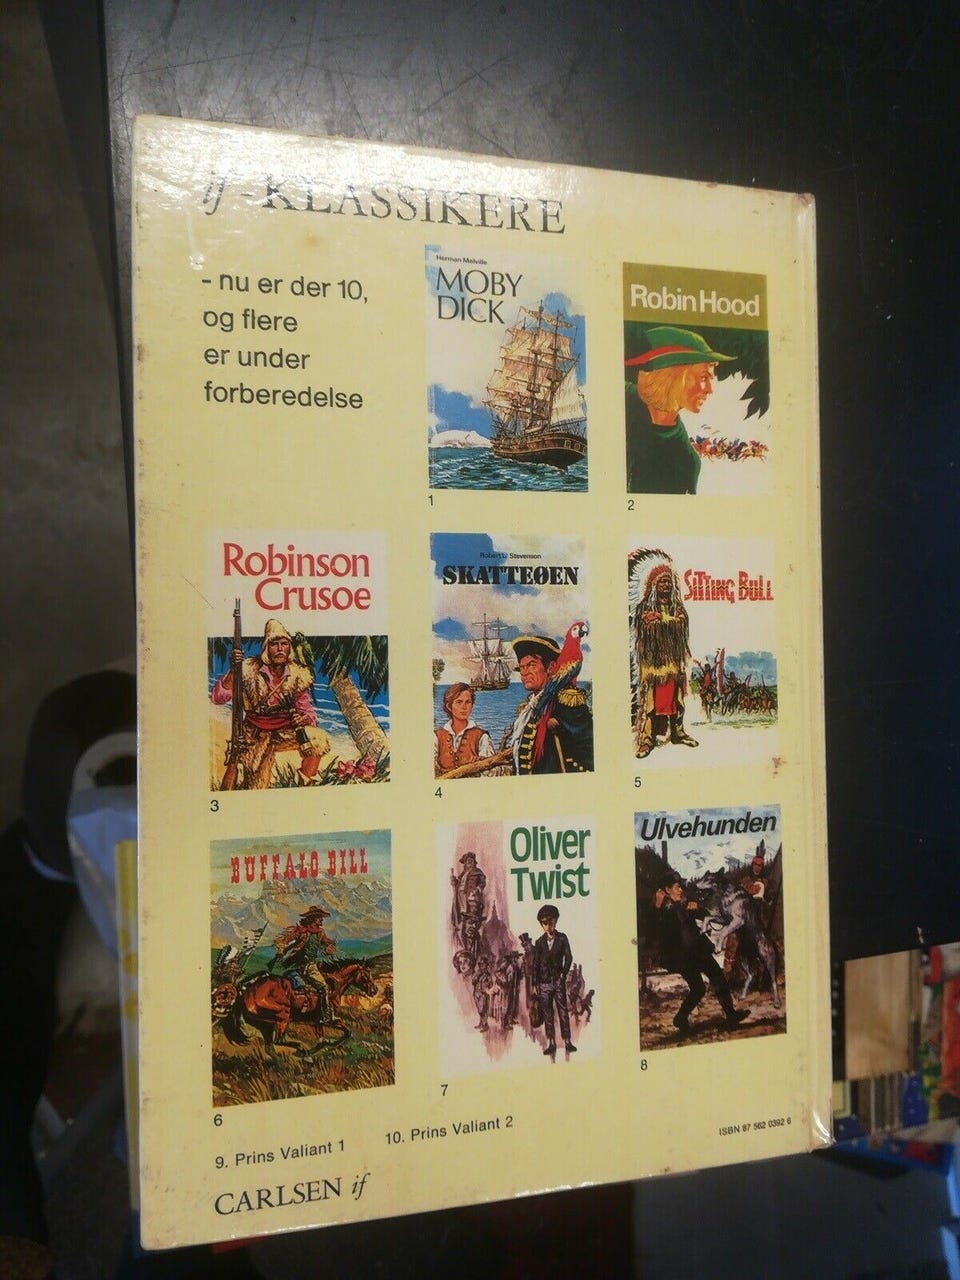 if-KLASSIKERE
- nu er der 10,
og flere
er under
forberedelse
Herman Melville
MOBY
DICK
1
Robin Hood
2
Robinson
Crusoe
3
Robert L. Stevenson
SKATTEØEN
4
SITTING BULL
5
BUFFALO BILL
6
Oliver
Twist
7
Ulvehunden
8
9. Prins Valiant 1
10. Prins Valiant 2
ISBN 87 562 0392 6
CARLSEN if